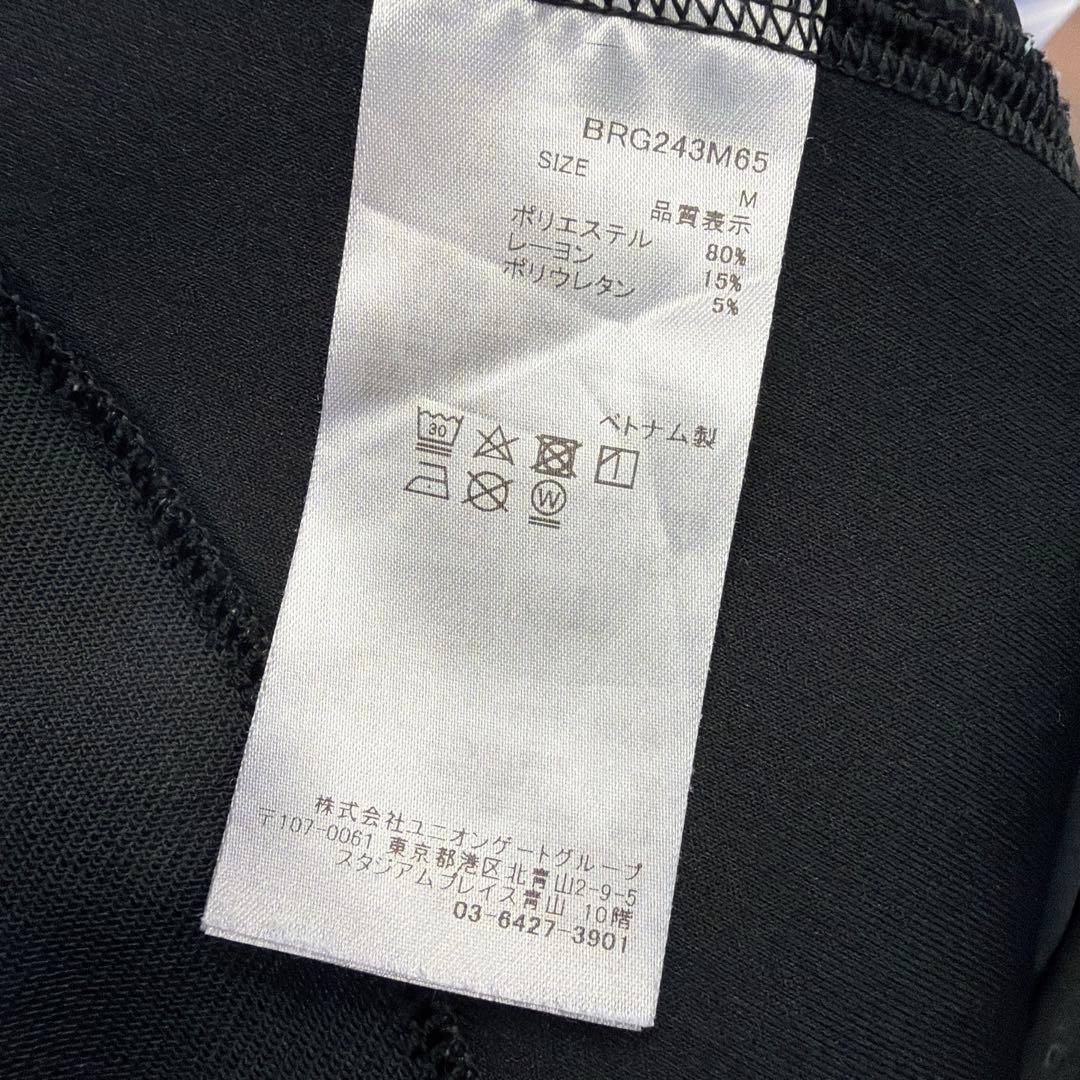 BRG243M65
SIZE M
品質表示
ポリエステル 80%
レーヨン 15%
ポリウレタン 5%
ベトナム製
30
W
株式会社ユニオンゲートグループ
〒107-0061 東京都港区北青山2-9-5
スタジアムプレイス青山 10階
03-6427-3901